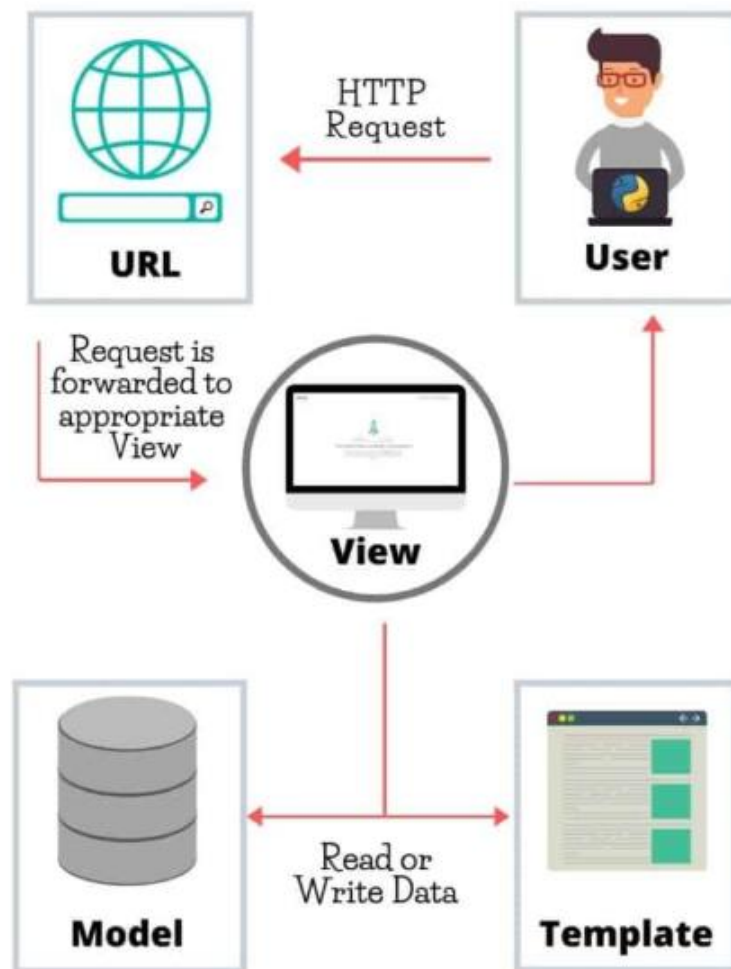 HTTP
Request
URL
User
Request is
forwarded to
appropriate
View
View
Read or
Write Data
Model
Template